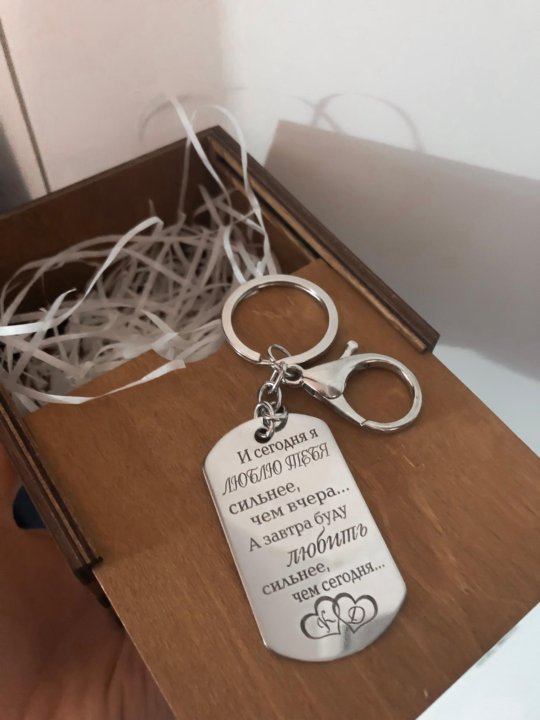 И сегодня я
ЛЮБЛЮ ТЕБЯ
сильнее,
чем вчера...
А завтра буду
любить
сильнее,
чем сегодня...
К Д